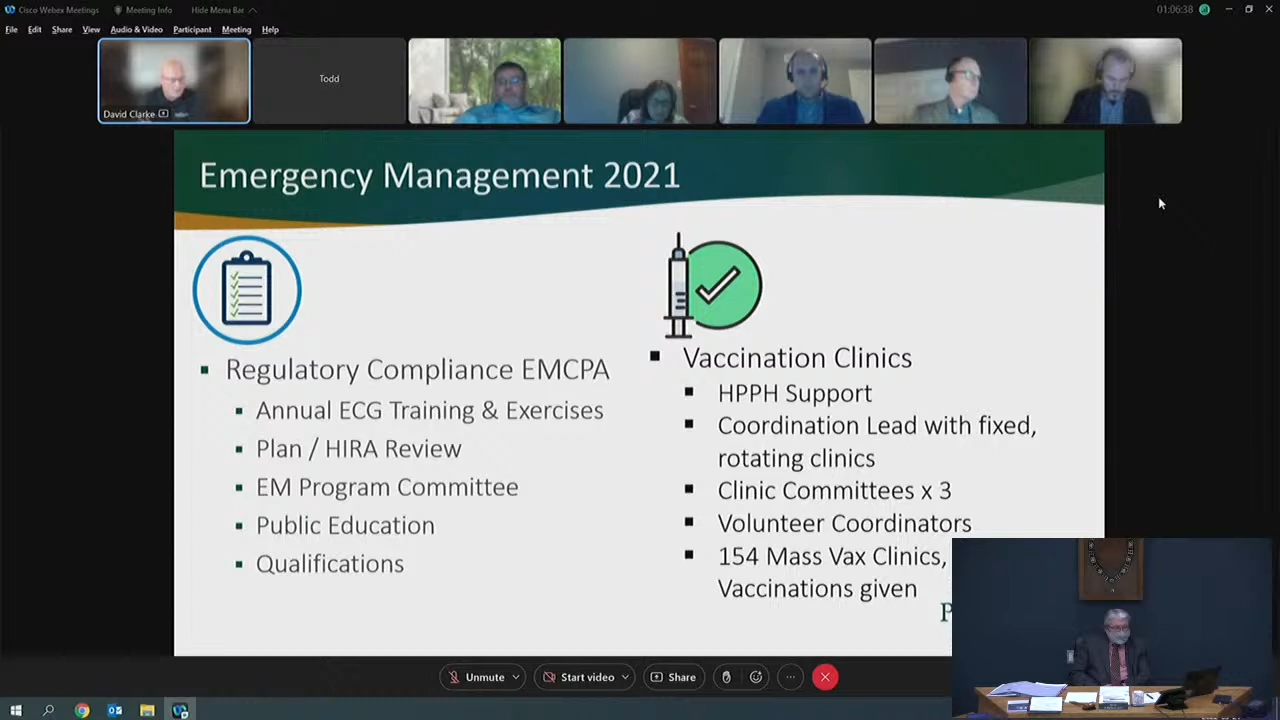 Cisco Webex Meetings
Meeting Info
Hide Menu Bar
01:06:38
File Edit Share View Audio & Video Participant Meeting Help
David Clarke
Todd
Emergency Management 2021
Regulatory Compliance EMCPA
Annual ECG Training & Exercises
Plan / HIRA Review
EM Program Committee
Public Education
Qualifications
Vaccination Clinics
HPPH Support
Coordination Lead with fixed,
rotating clinics
Clinic Committees x 3
Volunteer Coordinators
154 Mass Vax Clinics,
Vaccinations given
P
Unmute
Start video
Share